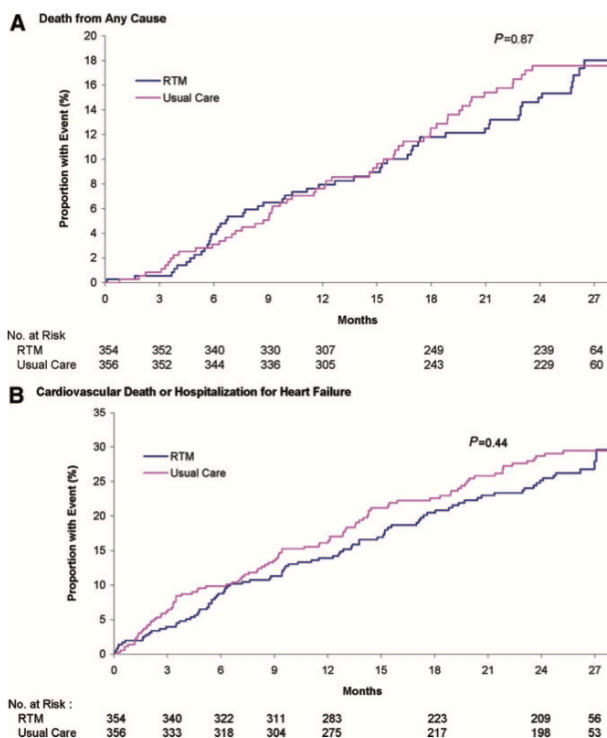 A Death from Any Cause
P=0.87
RTM
Usual Care
Proportion with Event (%)
20
18
16
14
12
10
8
6
4
2
0
0 3 6 9 12 15 18 21 24 27
Months
No. at Risk
RTM 354 352 340 330 307 249 239 64
Usual Care 356 352 344 336 305 243 229 60
B Cardiovascular Death or Hospitalization for Heart Failure
P=0.44
RTM
Usual Care
Proportion with Event (%)
35
30
25
20
15
10
5
0
0 3 6 9 12 15 18 21 24 27
Months
No. at Risk :
RTM 354 340 322 311 283 223 209 56
Usual Care 356 333 318 304 275 217 198 53